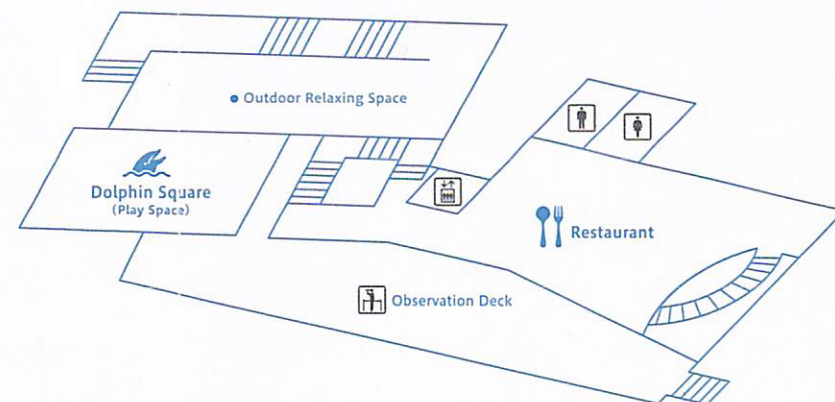 Outdoor Relaxing Space
Dolphin Square
(Play Space)
Restaurant
Observation Deck